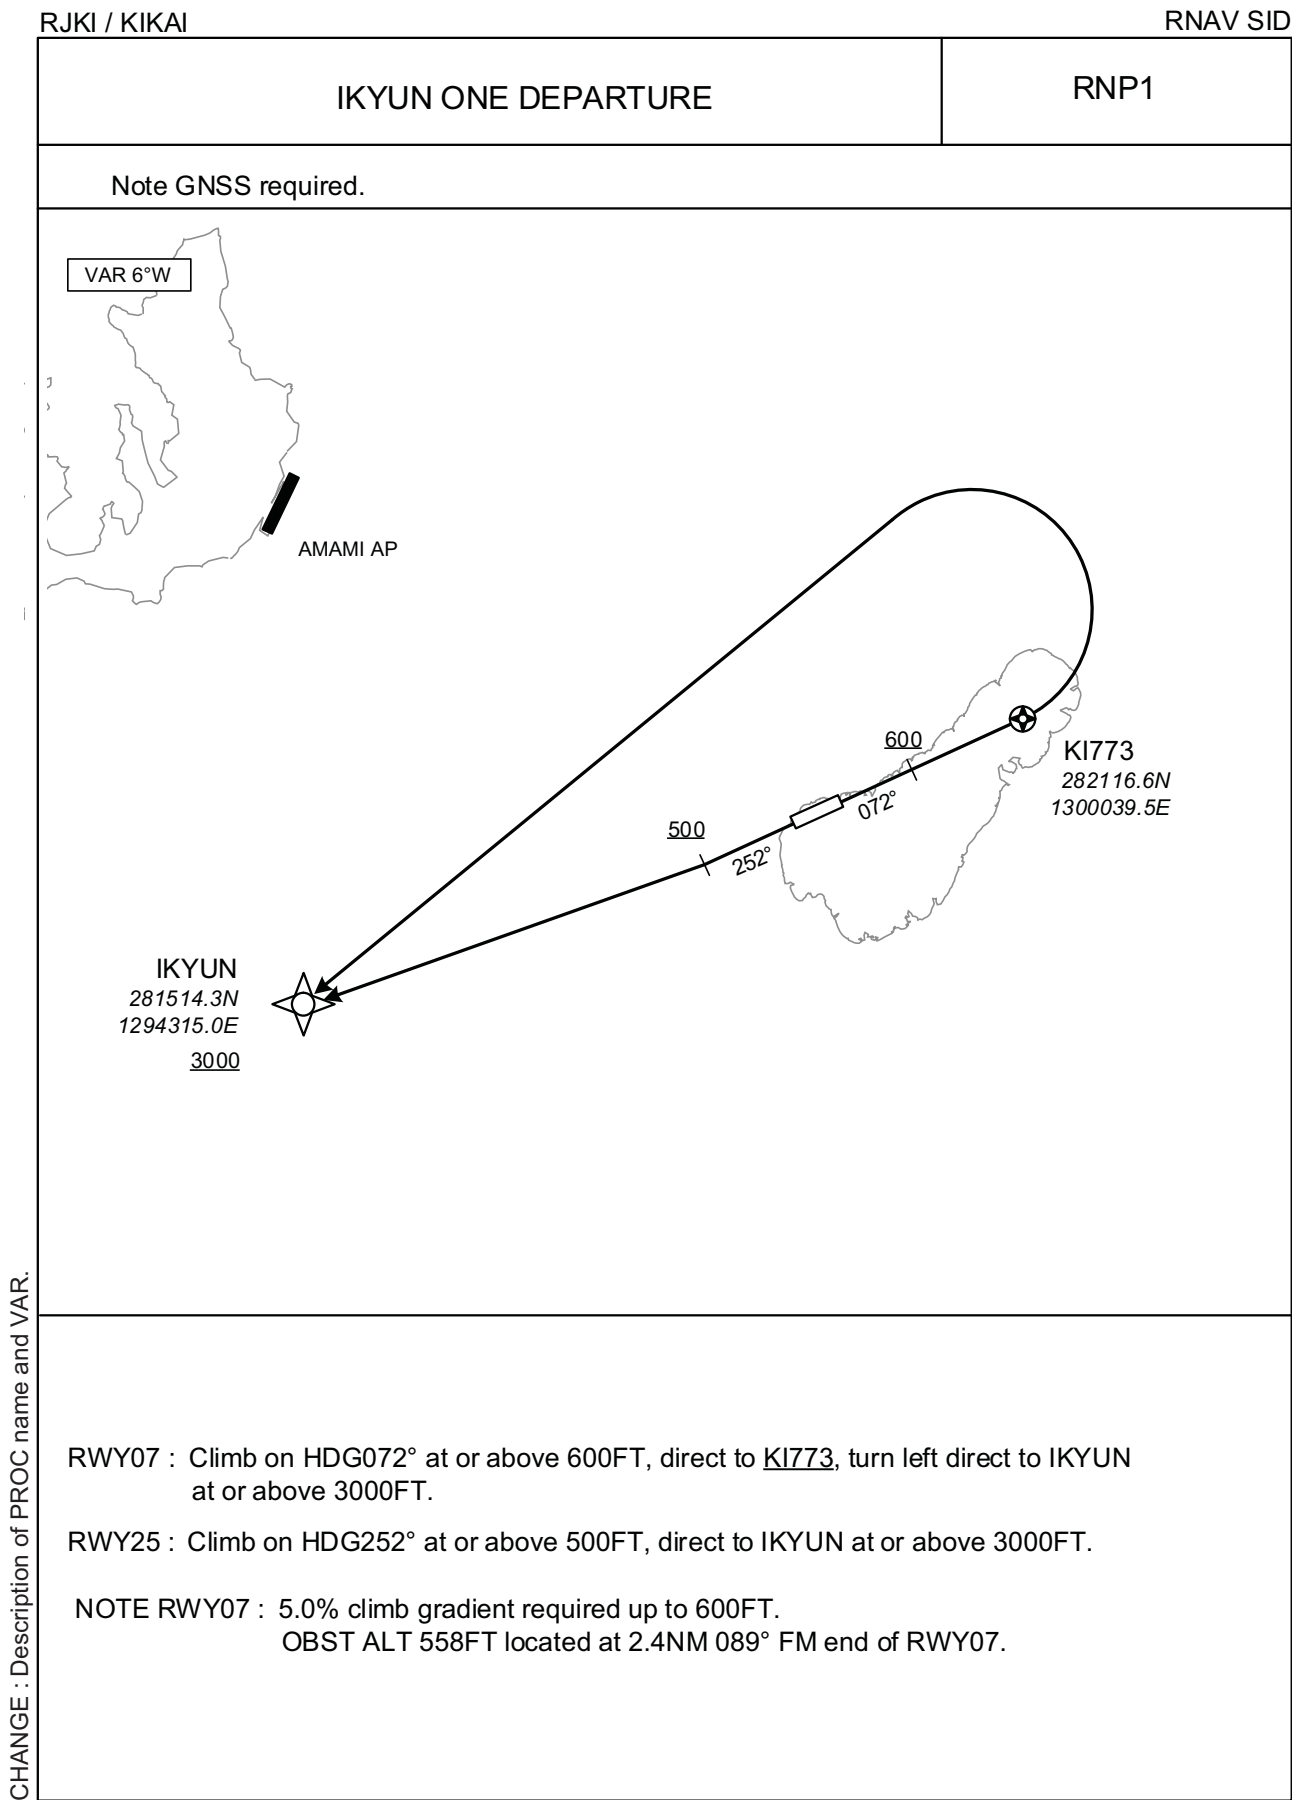 RJKI / KIKAI
RNAV SID
IKYUN ONE DEPARTURE
RNP1
Note GNSS required.
VAR 6°W
AMAMI AP
600
072°
KI773
282116.6N
1300039.5E
500
252°
IKYUN
281514.3N
1294315.0E
3000
RWY07 : Climb on HDG072° at or above 600FT, direct to KI773, turn left direct to IKYUN
at or above 3000FT.
RWY25 : Climb on HDG252° at or above 500FT, direct to IKYUN at or above 3000FT.
NOTE RWY07 : 5.0% climb gradient required up to 600FT.
OBST ALT 558FT located at 2.4NM 089° FM end of RWY07.
CHANGE : Description of PROC name and VAR.